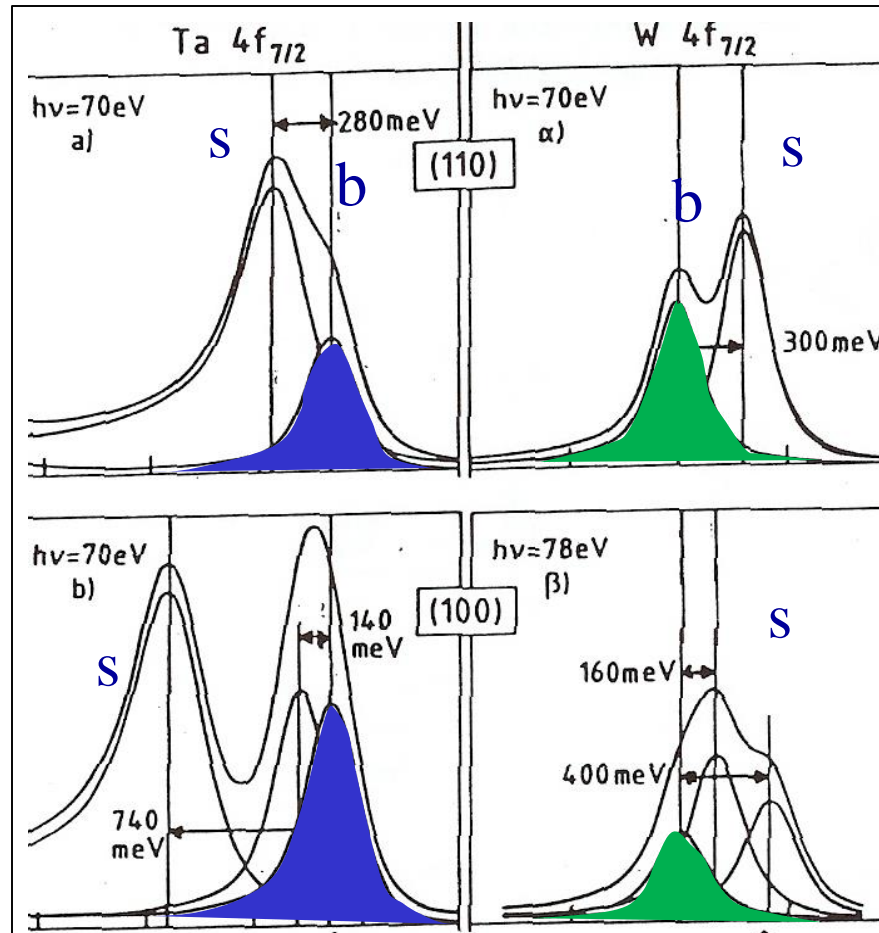 Ta 4f7/2
W 4f7/2
hν=70eV
a)
S
280meV
b
(110)
hν=70eV
α)
S
b
300meV
hν=70eV
b)
140
meV
(100)
S
740
meV
hν=78eV
β)
S
160meV
400meV